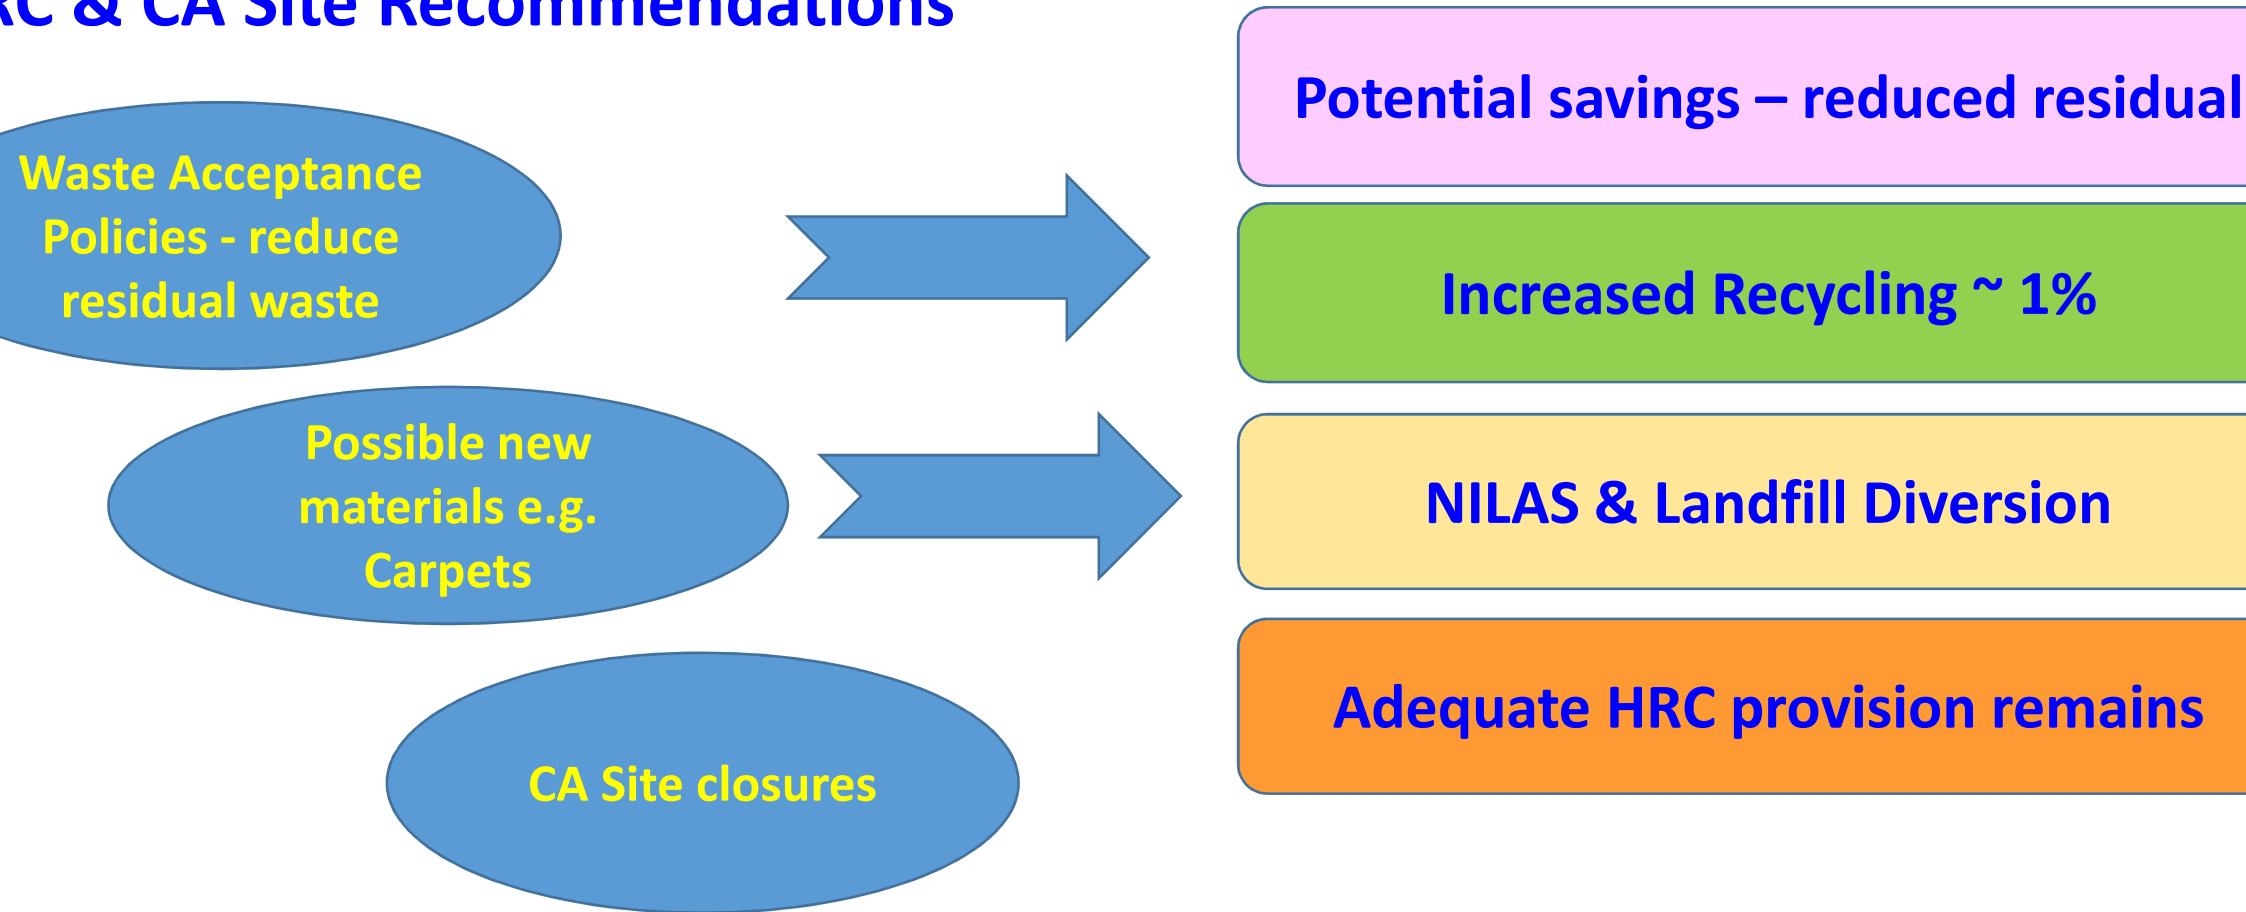 RC & CA Site Recommendations
Waste Acceptance
Policies - reduce
residual waste
Possible new
materials e.g.
Carpets
CA Site closures
Potential savings – reduced residual
Increased Recycling ~ 1%
NILAS & Landfill Diversion
Adequate HRC provision remains